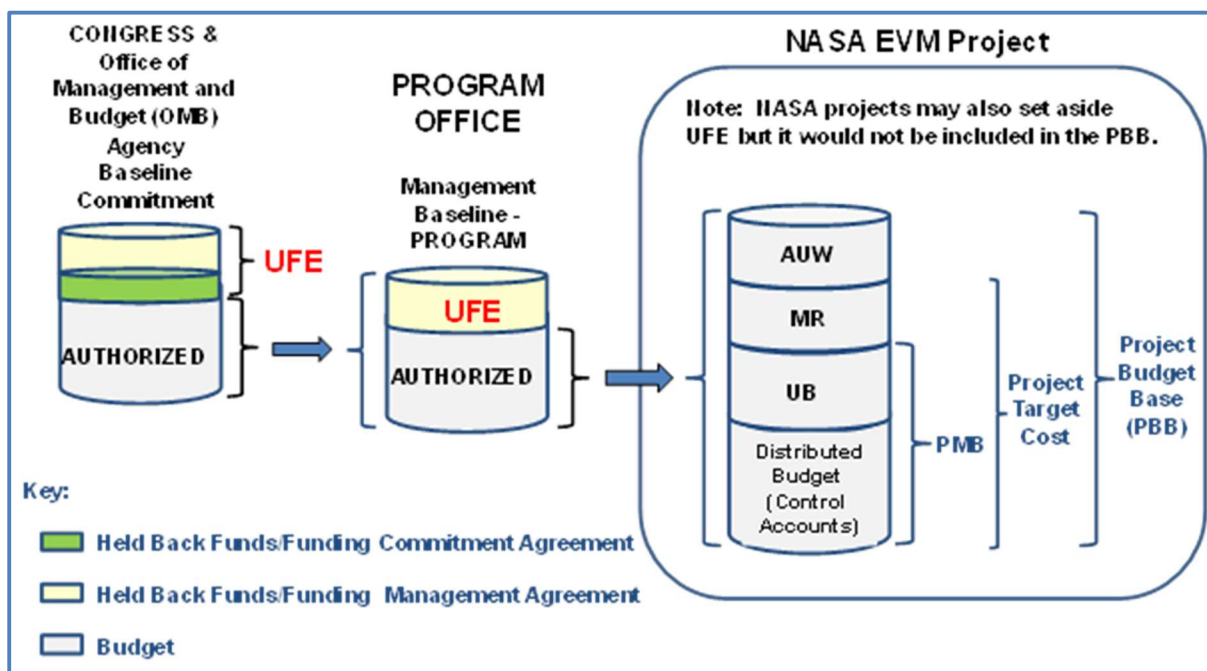 CONGRESS &
Office of
Management and
Budget (OMB)
Agency
Baseline
Commitment
UFE
AUTHORIZED
PROGRAM
OFFICE
Management
Baseline -
PROGRAM
UFE
AUTHORIZED
NASA EVM Project
Note: NASA projects may also set aside
UFE but it would not be included in the PBB.
AUW
MR
UB
Distributed
Budget
(Control
Accounts)
PMB
Project
Target
Cost
Project
Budget
Base
(PBB)
Key:
Held Back Funds/Funding Commitment Agreement
Held Back Funds/Funding Management Agreement
Budget